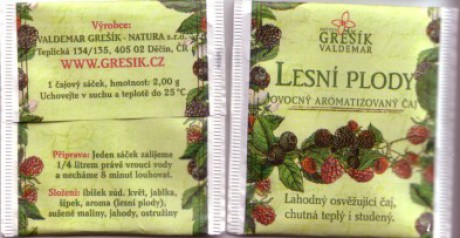 Výrobce:
VALDEMAR GREŠÍK - NATURA s.r.o.
Teplická 134/135, 405 02 Děčín, ČR
WWW.GRESIK.CZ
1 čajový sáček, hmotnost: 2,00 g
Uchovejte v suchu a teplotě do 25°C.
Příprava: Jeden sáček zalijeme
1/4 litrem právě vroucí vody
a necháme 8 minut louhovat.
Složení: ibišek súd. květ, jablka,
šípek, aroma (lesní plody),
sušené maliny, jahody, ostružiny
GREŠÍK
VALDEMAR
LESNÍ PLODY
OVOCNÝ AROMATIZOVANÝ ČAJ
Lahodný osvěžující čaj,
chutná teplý i studený.